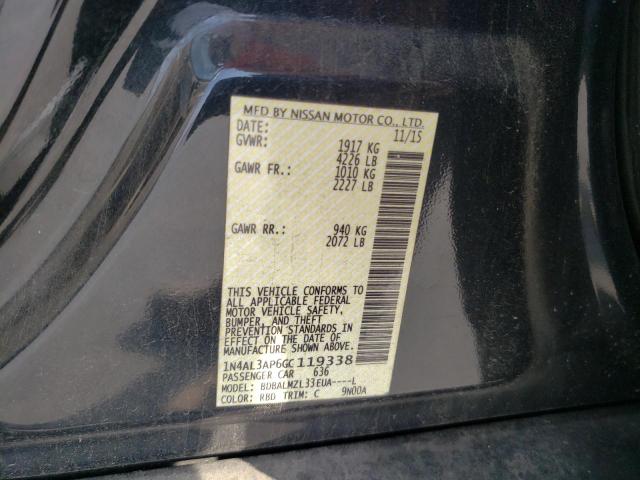 MFD BY NISSAN MOTOR CO., LTD.
DATE: 11/15
GVWR: 1917 KG
4226 LB
GAWR FR.: 1010 KG
2227 LB
GAWR RR.: 940 KG
2072 LB
THIS VEHICLE CONFORMS TO
ALL APPLICABLE FEDERAL
MOTOR VEHICLE SAFETY,
BUMPER, AND THEFT
PREVENTION STANDARDS IN
EFFECT ON THE DATE OF
MANUFACTURE SHOWN ABOVE.
1N4AL3AP6GC119338
PASSENGER CAR 636
MODEL: BDBALMZL33EUA----L
COLOR: RBD TRIM: C 9N00A